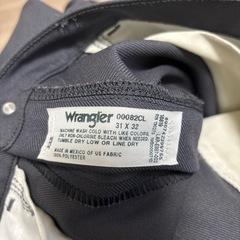 Wrangler 00082CL
31 X 32
MACHINE WASH COLD WITH LIKE COLORS
ONLY NON-CHLORINE BLEACH WHEN NEEDED
TUMBLE DRY LOW OR LINE DRY
MADE IN MEXICO OF US FABRIC
100% POLYESTER